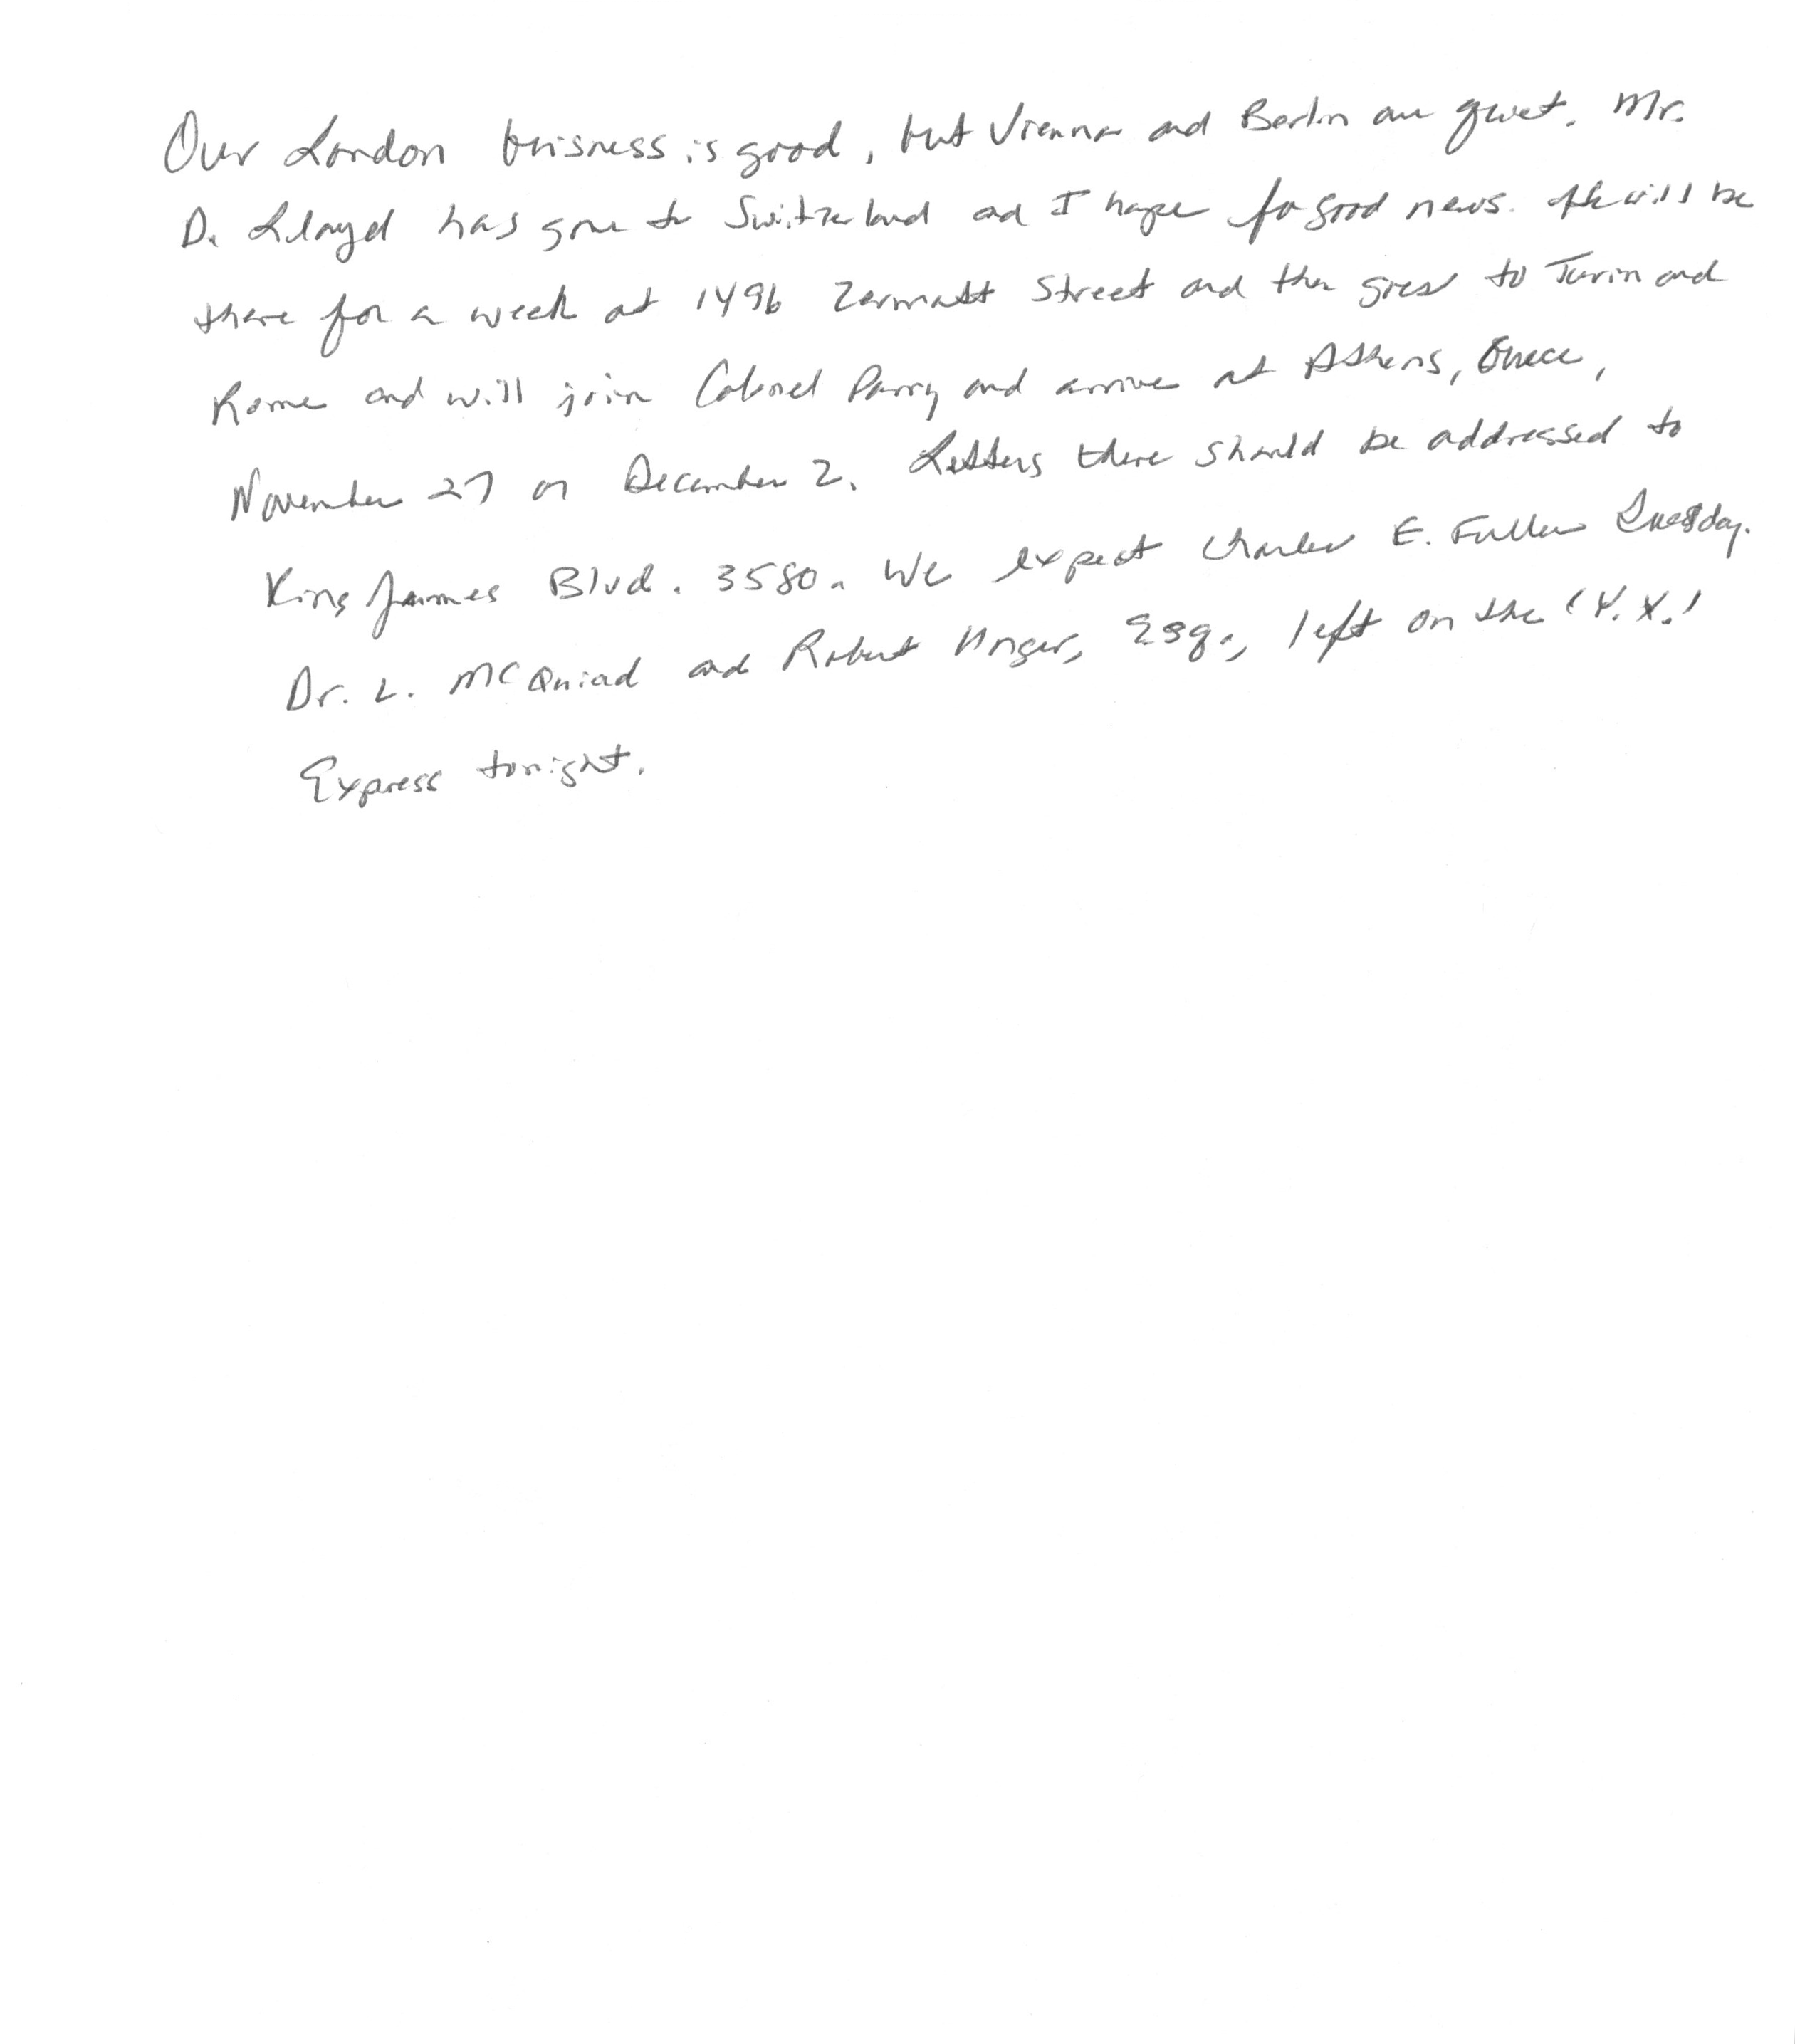 Our London buisness is good, but Vienna and Berlin are quiet. Mr.
D. Lloyd has gone to Switzerland and I hope for good news. He will be
there for a week at 1496 Zermatt Street and then goes to Turin and
Rome and will join Colonel Parry and arrive at Athens, Greece,
November 27 or December 2. Letters there should be addressed to
King James Blvd. 3580. We expect Charles E. Fuller Tuesday.
Dr. L. McQuaid and Robert Unger, Esq., left on the (Y.X.)
Express tonight.